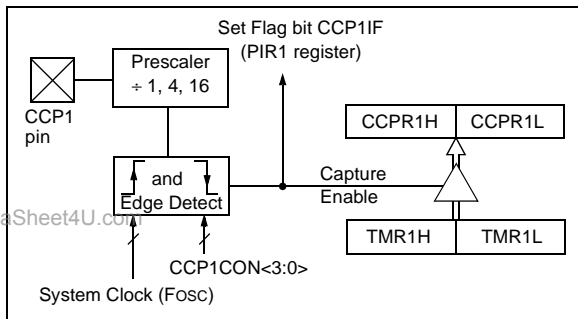 Set Flag bit CCP1IF
(PIR1 register)
Prescaler
÷ 1, 4, 16
CCP1
pin
CCPR1H
CCPR1L
and
Edge Detect
Capture
Enable
TMR1H
TMR1L
aSheet4U.com
CCP1CON<3:0>
System Clock (FOSC)